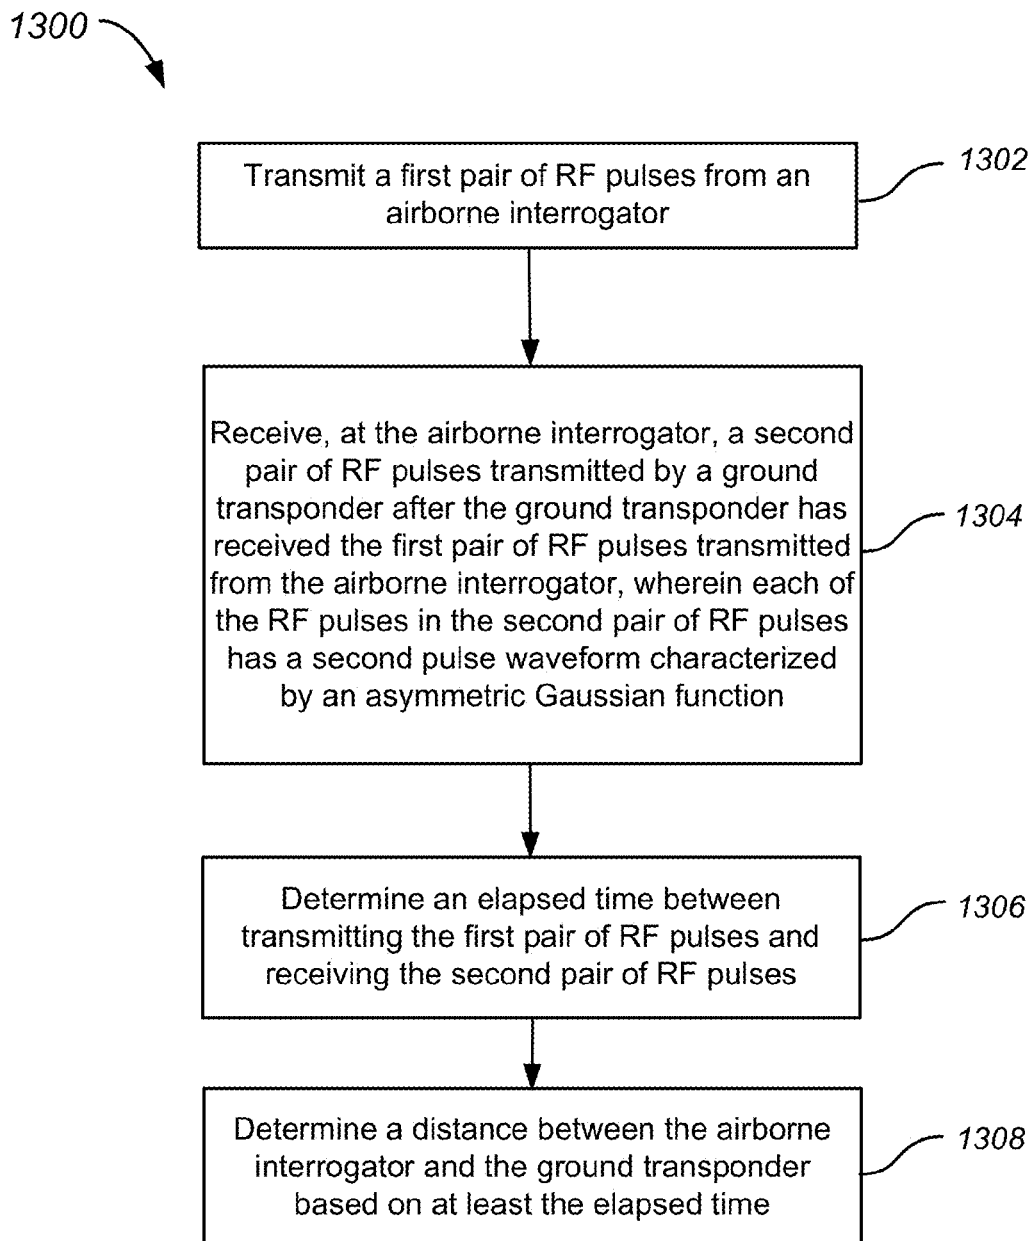 1300
Transmit a first pair of RF pulses from an
airborne interrogator
1302
Receive, at the airborne interrogator, a second
pair of RF pulses transmitted by a ground
transponder after the ground transponder has
received the first pair of RF pulses transmitted
from the airborne interrogator, wherein each of
the RF pulses in the second pair of RF pulses
has a second pulse waveform characterized
by an asymmetric Gaussian function
1304
Determine an elapsed time between
transmitting the first pair of RF pulses and
receiving the second pair of RF pulses
1306
Determine a distance between the airborne
interrogator and the ground transponder
based on at least the elapsed time
1308